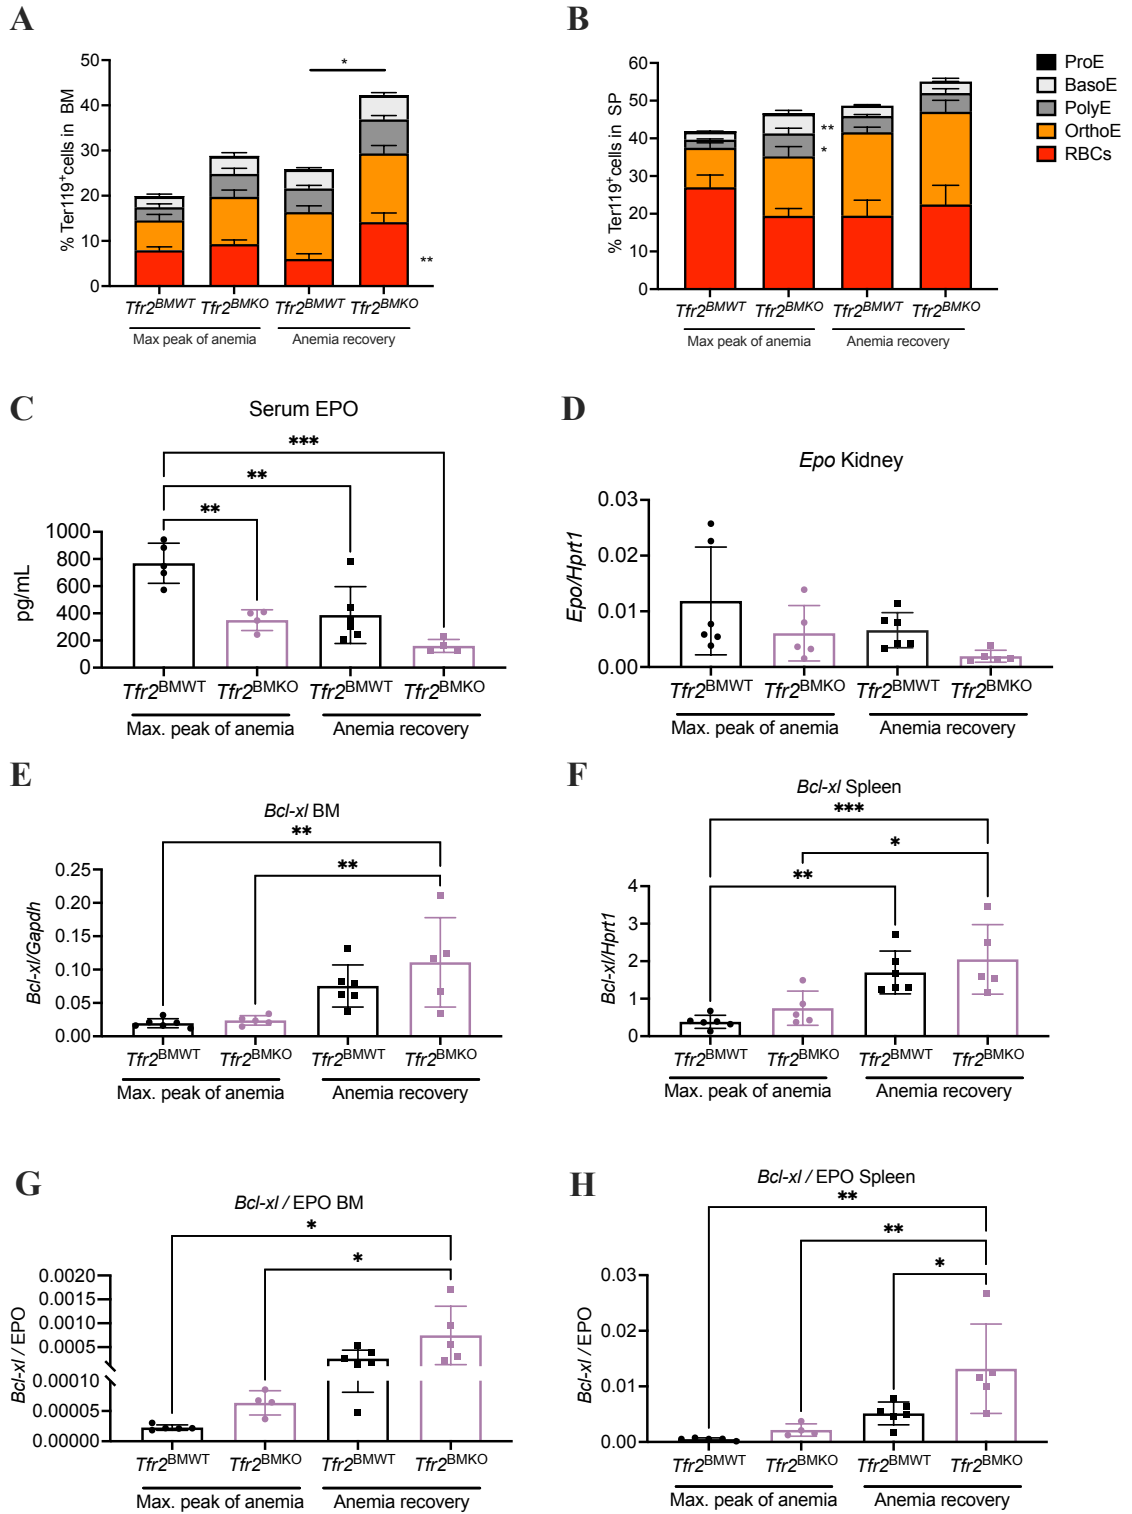 A
% Ter119+cells in BM
50
40
30
20
10
0
*
**
Tfr2BMWT Tfr2BMKO Tfr2BMWT Tfr2BMKO
Max peak of anemia Anemia recovery
B
% Ter119+cells in SP
60
50
40
30
20
10
0
**
*
Tfr2BMWT Tfr2BMKO Tfr2BMWT Tfr2BMKO
Max peak of anemia Anemia recovery
ProE
BasoE
PolyE
OrthoE
RBCs
C
Serum EPO
***
**
**
pg/mL
1000
800
600
400
200
0
Tfr2BMWT Tfr2BMKO Tfr2BMWT Tfr2BMKO
Max. peak of anemia Anemia recovery
D
Epo Kidney
Epo/Hprt1
0.03
0.02
0.01
0.00
Tfr2BMWT Tfr2BMKO Tfr2BMWT Tfr2BMKO
Max. peak of anemia Anemia recovery
E
Bcl-xl BM
**
**
Bcl-xl/Gapdh
0.25
0.20
0.15
0.10
0.05
0.00
Tfr2BMWT Tfr2BMKO Tfr2BMWT Tfr2BMKO
Max. peak of anemia Anemia recovery
F
Bcl-xl Spleen
***
*
**
Bcl-xl/Hprt1
4
3
2
1
0
Tfr2BMWT Tfr2BMKO Tfr2BMWT Tfr2BMKO
Max. peak of anemia Anemia recovery
G
Bcl-xl / EPO BM
*
*
Bcl-xl / EPO
0.0020
0.0015
0.0010
0.0005
0.00010
0.00005
0.00000
Tfr2BMWT Tfr2BMKO Tfr2BMWT Tfr2BMKO
Max. peak of anemia Anemia recovery
H
Bcl-xl / EPO Spleen
**
**
*
Bcl-xl / EPO
0.03
0.02
0.01
0.00
Tfr2BMWT Tfr2BMKO Tfr2BMWT Tfr2BMKO
Max. peak of anemia Anemia recovery